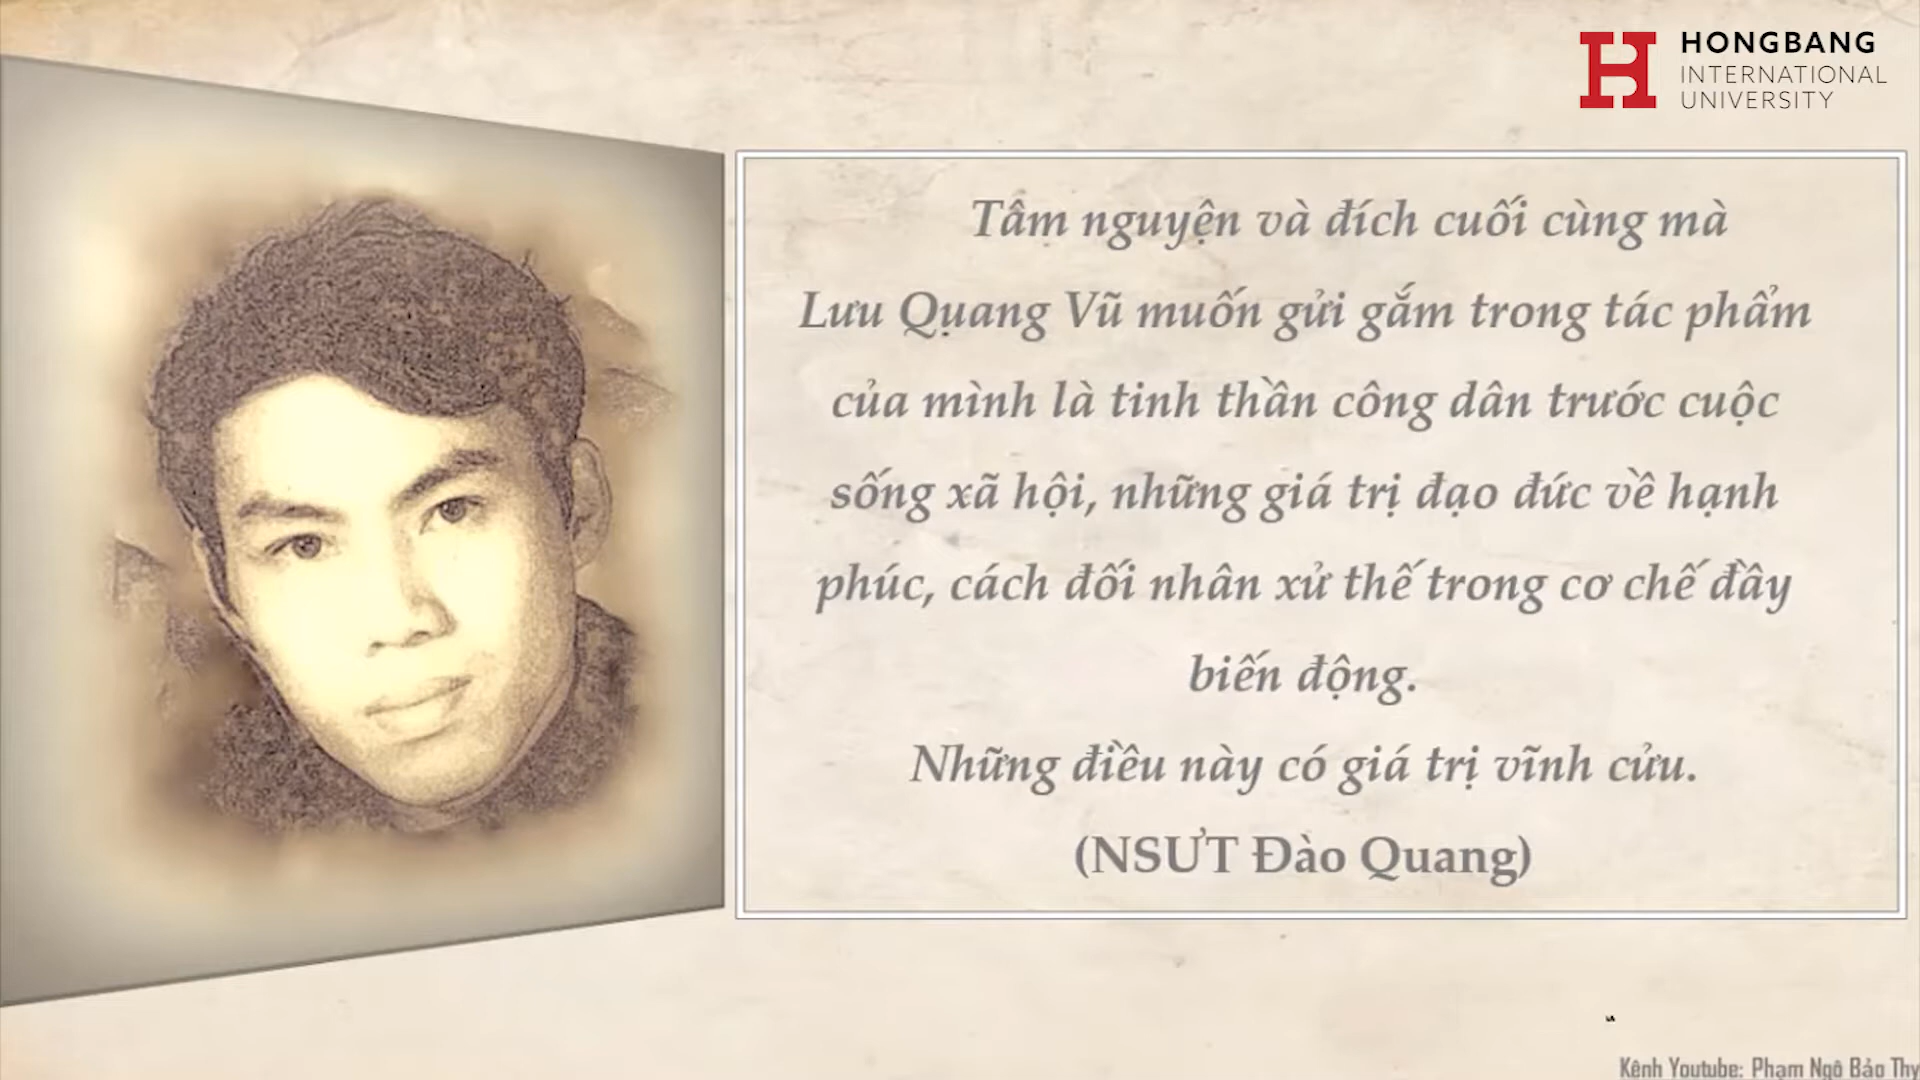 HONGBANG
INTERNATIONAL
UNIVERSITY
Tâm nguyện và đích cuối cùng mà
Lưu Quang Vũ muốn gửi gắm trong tác phẩm
của mình là tinh thần công dân trước cuộc
sống xã hội, những giá trị đạo đức về hạnh
phúc, cách đối nhân xử thế trong cơ chế đầy
biến động.
Những điều này có giá trị vĩnh cửu.
(NSƯT Đào Quang)
Kênh Youtube: Phạm Ngô Bảo Thy